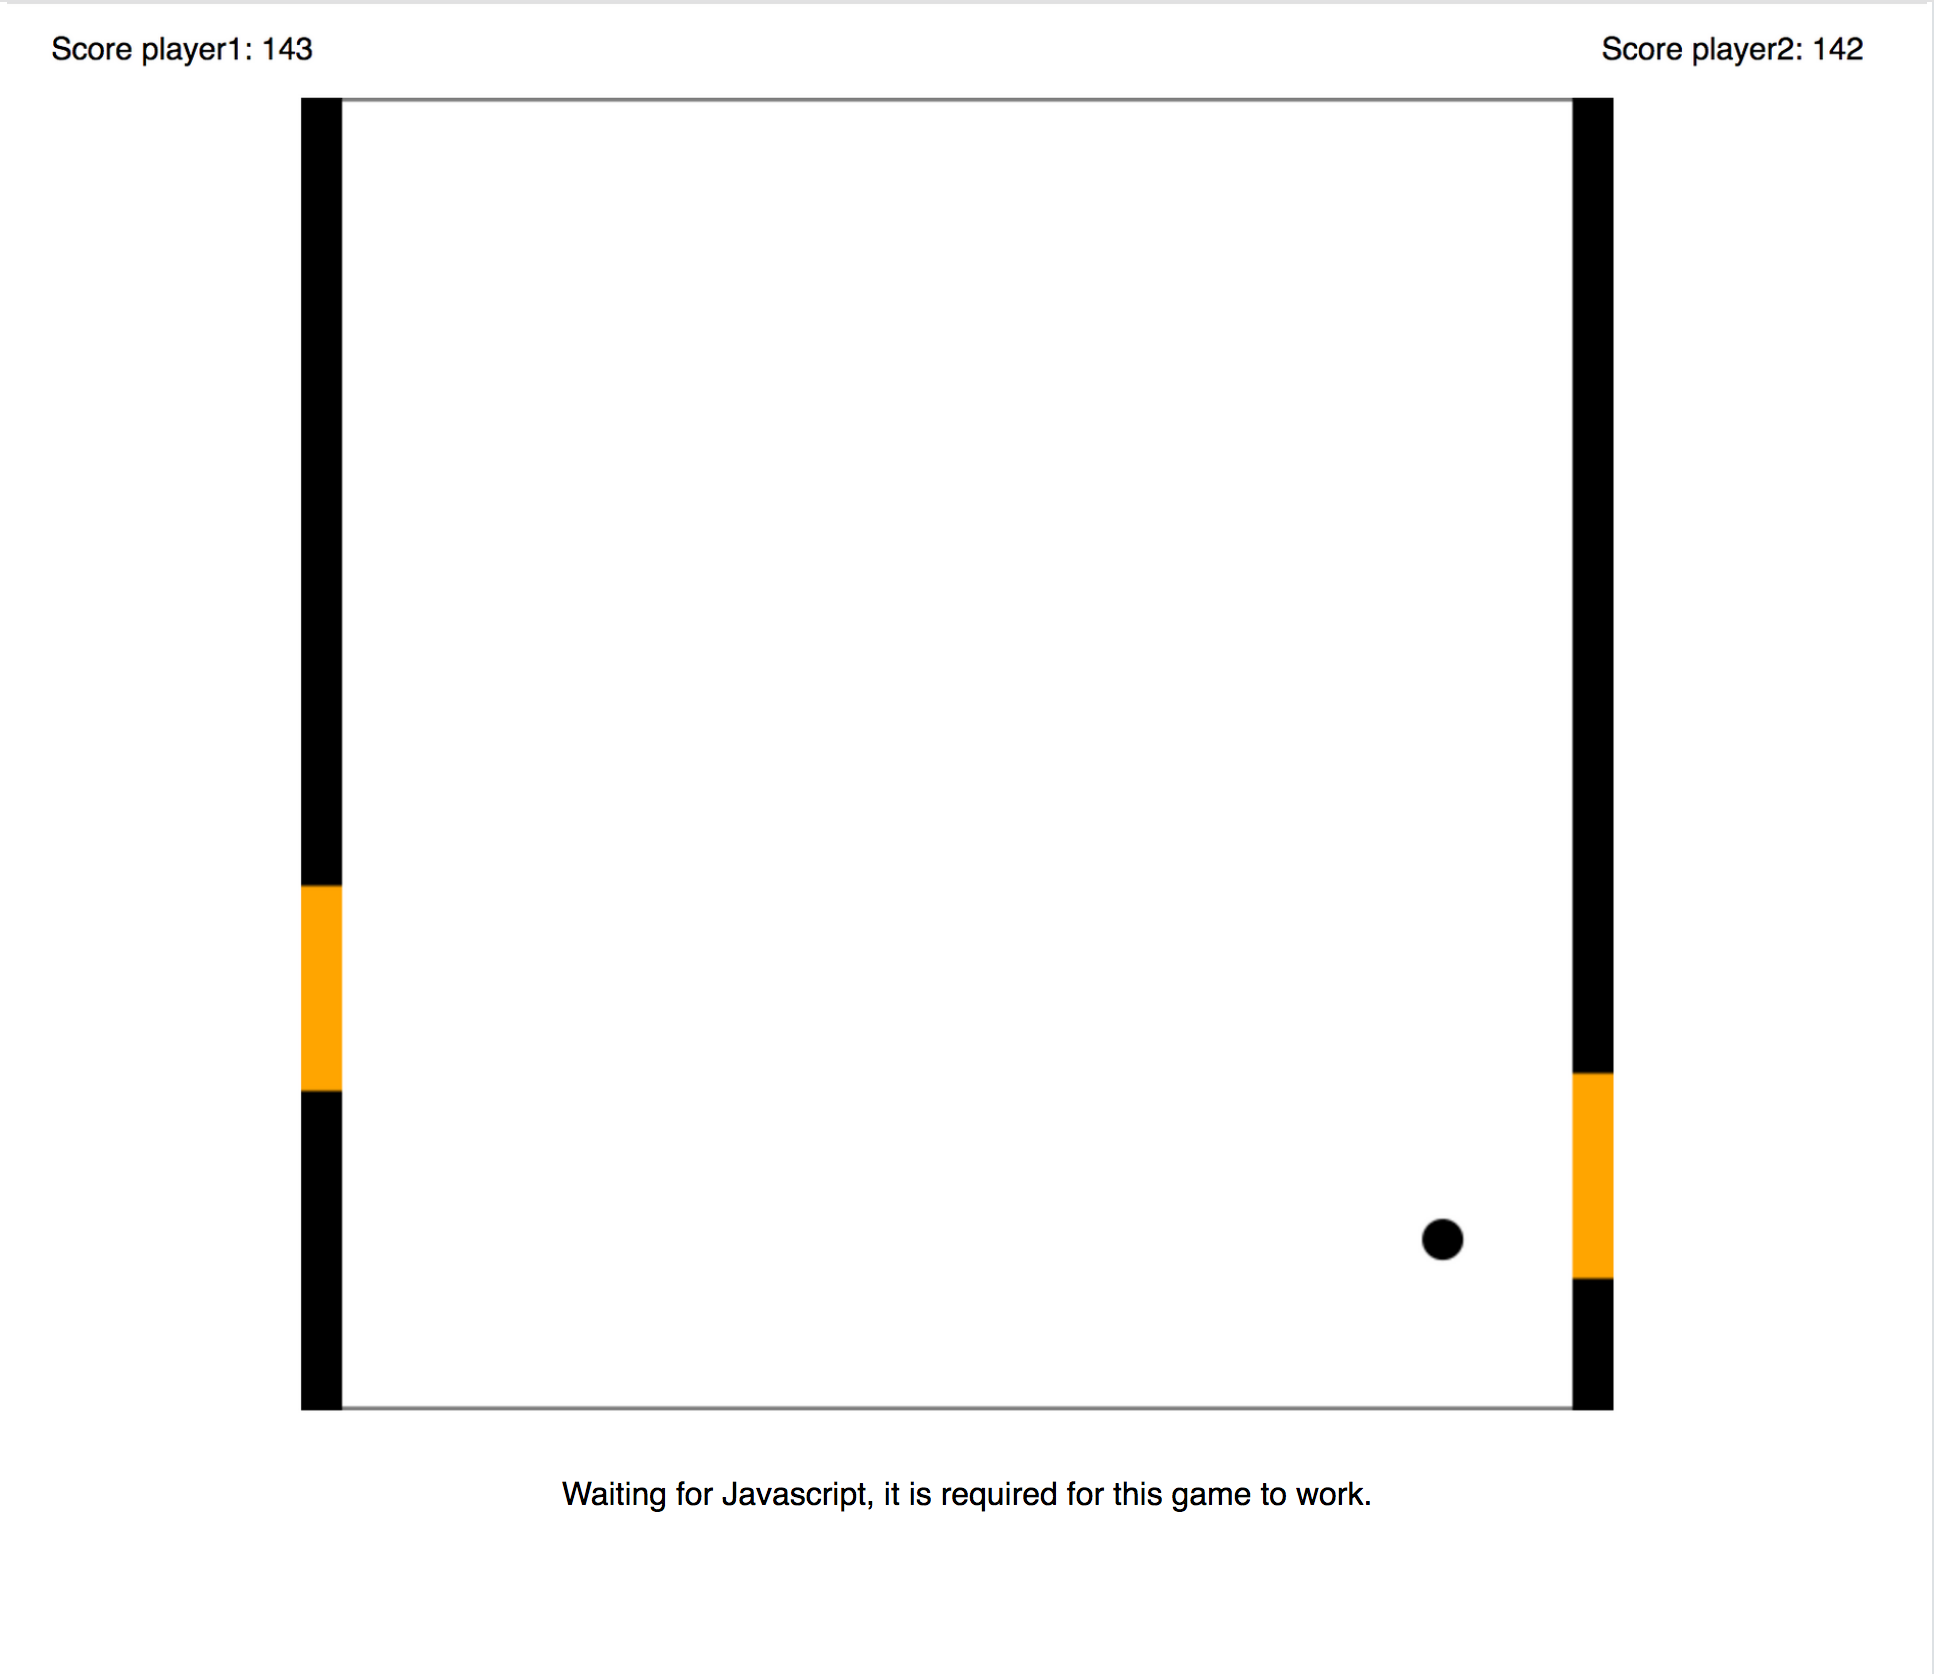 Score player1: 143
Score player2: 142
Waiting for Javascript, it is required for this game to work.